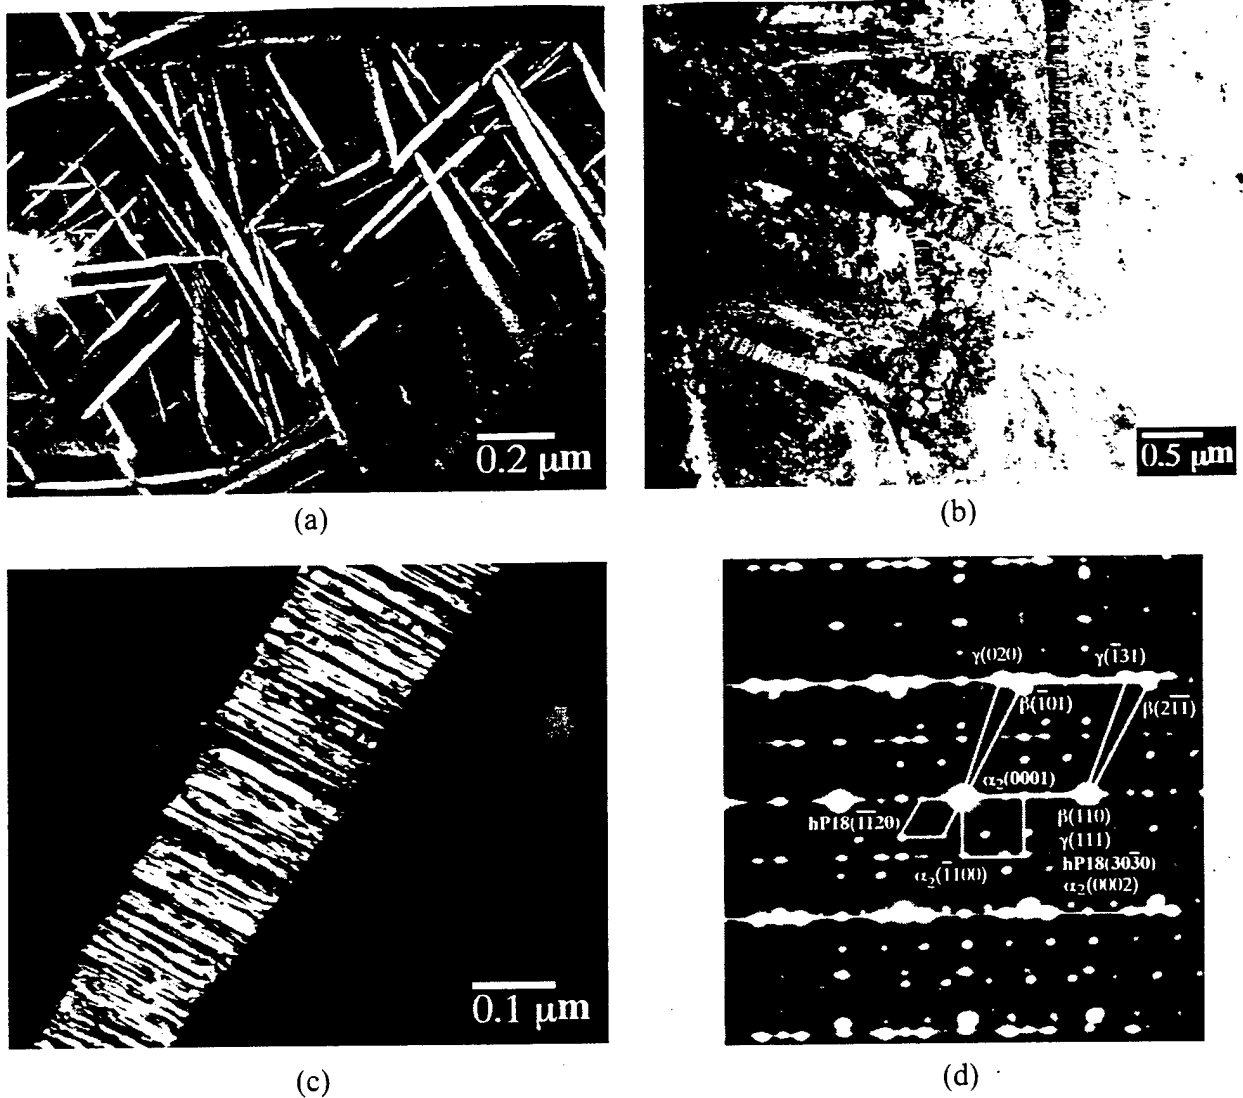 0.2 μm
0.5 μm
(a)
(b)
γ(020) γ(1̅31)
β(1̅01) β(21̅1̅)
α₂(0001)
hP18(1̅1̅20)
β(110)
γ(111)
α₂(1̅100) hP18(303̅0)
α₂(0002)
0.1 μm
(c)
(d)